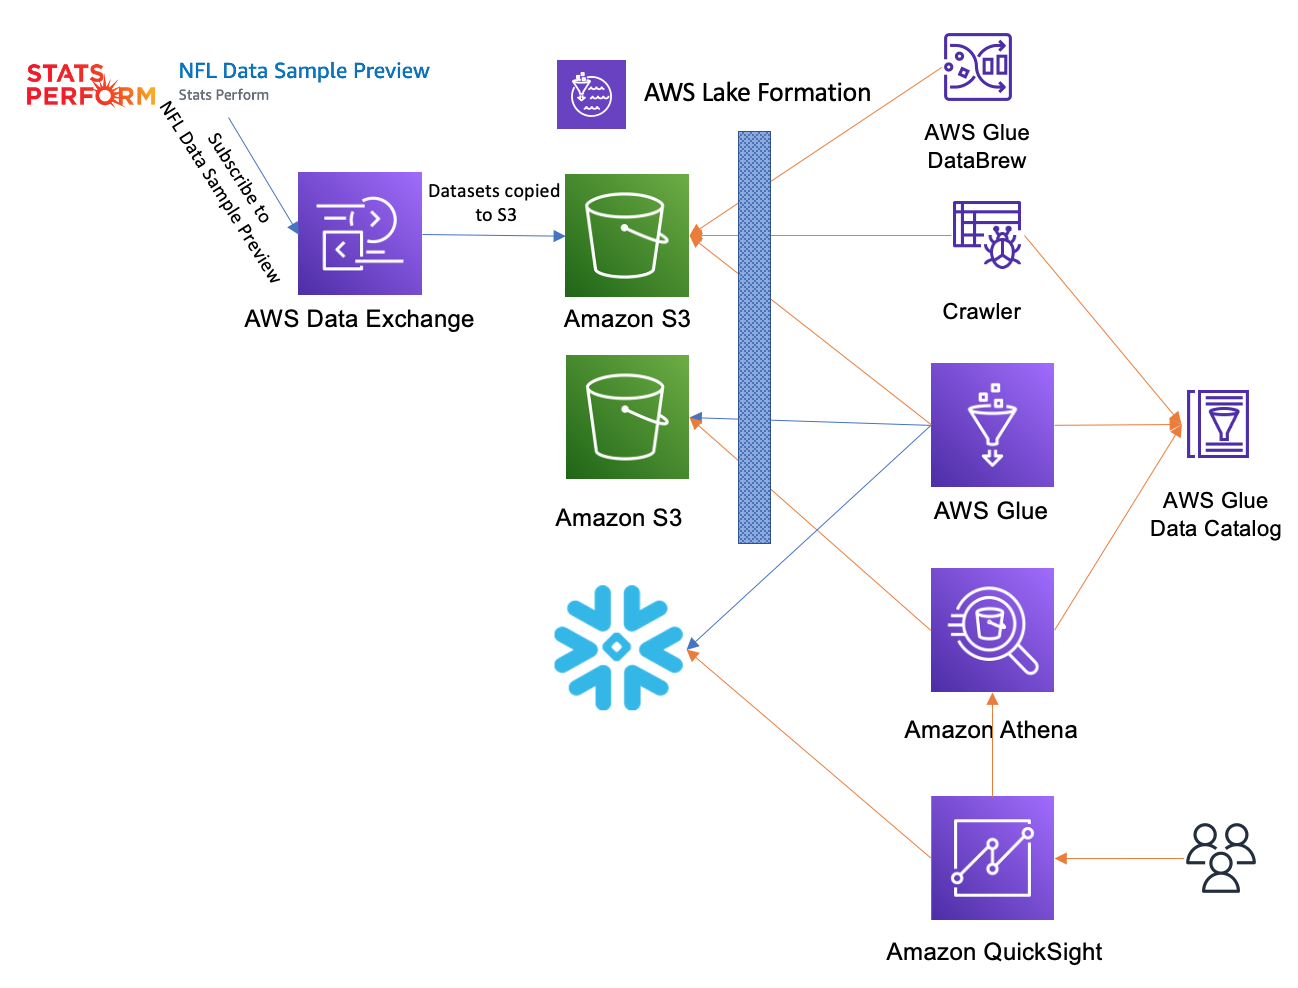 STATS
PERFORM
NFL Data Sample Preview
Stats Perform
Subscribe to
NFL Data Sample Preview
AWS Data Exchange
Datasets copied
to S3
Amazon S3
Amazon S3
AWS Lake Formation
AWS Glue
DataBrew
Crawler
AWS Glue
AWS Glue
Data Catalog
Amazon Athena
Amazon QuickSight